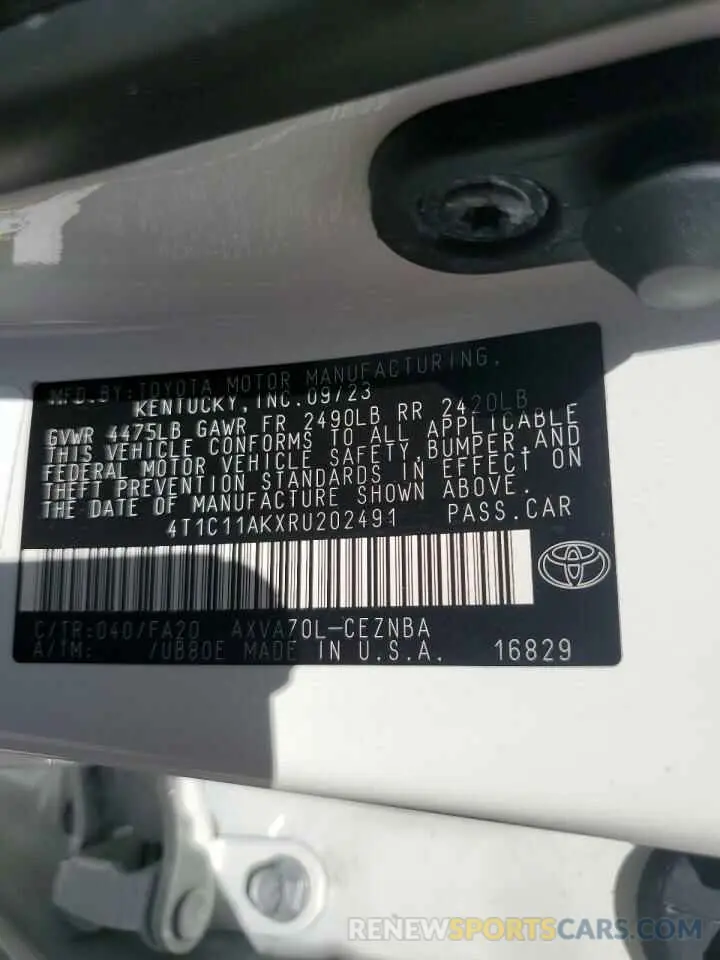 MFD. BY: TOYOTA MOTOR MANUFACTURING,
KENTUCKY, INC. 09/23
GVWR 4475LB GAWR FR 2490LB RR 2420LB
THIS VEHICLE CONFORMS TO ALL APPLICABLE
FEDERAL MOTOR VEHICLE SAFETY, BUMPER, AND
THEFT PREVENTION STANDARDS IN EFFECT ON
THE DATE OF MANUFACTURE SHOWN ABOVE.
4T1C11AKXRU202491 PASS.CAR
C/TR:040/FA20 AXVA70L-CEZNBA
A/TM: /UB80E MADE IN U.S.A. 16829
RENEWSPORTSCARS.COM